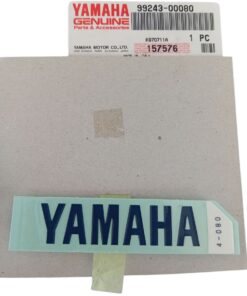 YAMAHA 99243-00080
GENUINE
Parts & Accessories
YAMAHA MOTOR CO., LTD.
157576
1 PC
YAMAHA
4-080